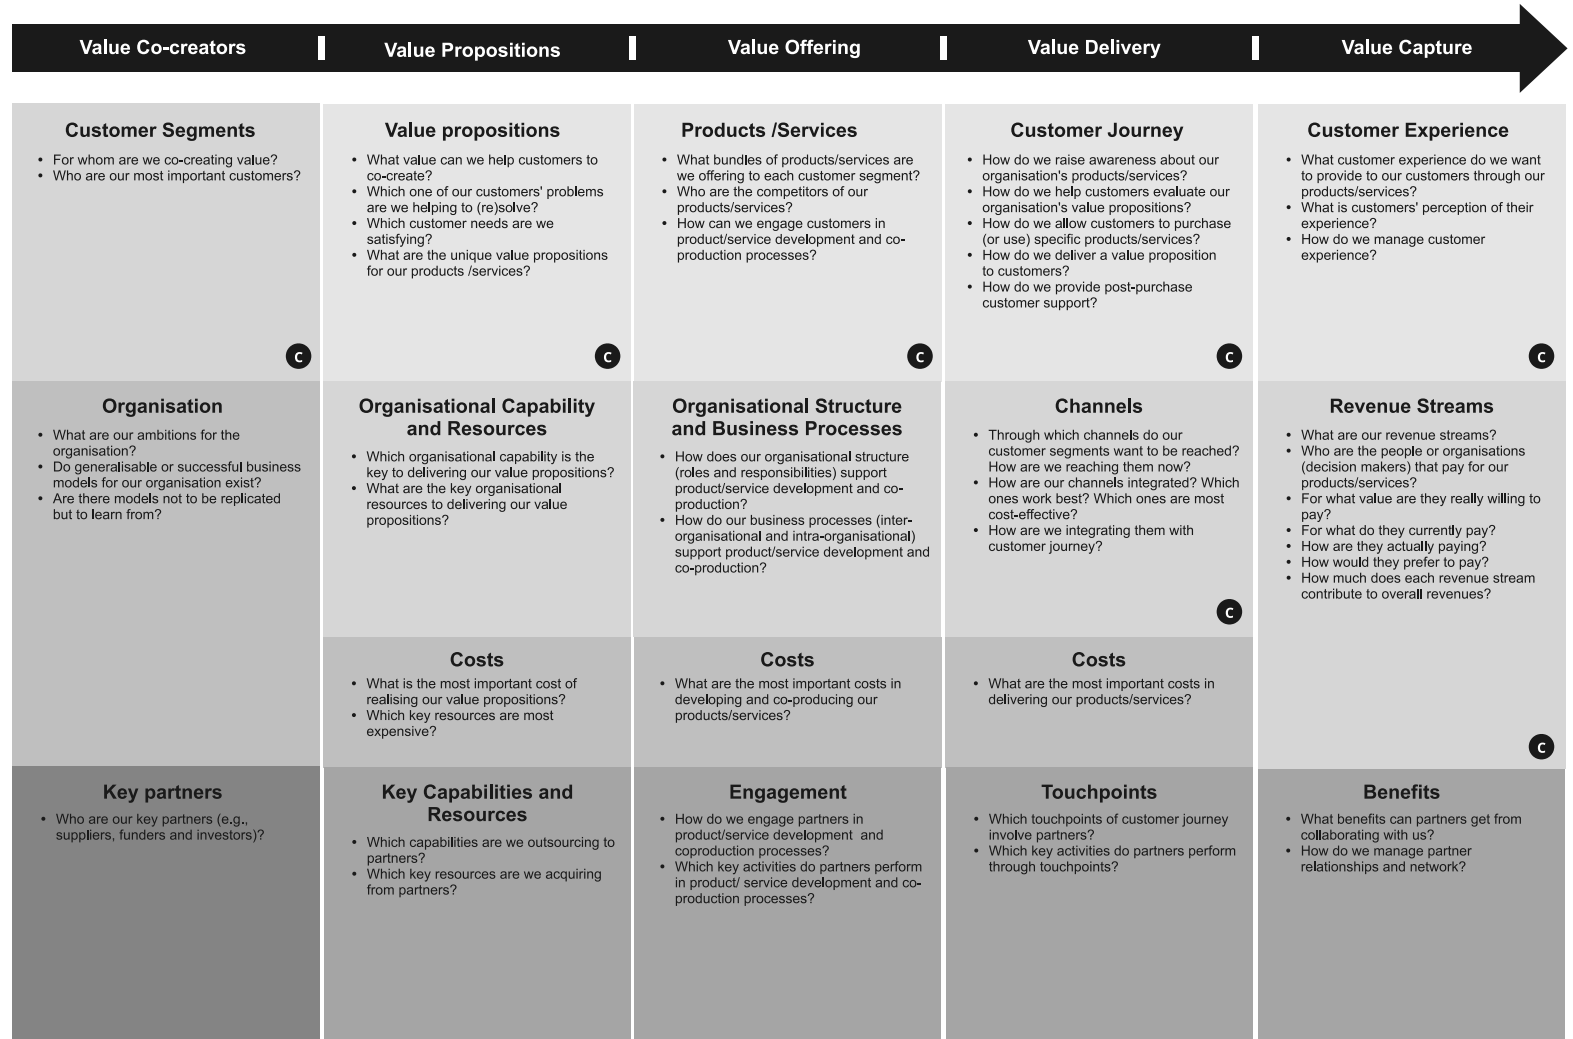 Value Co-creators
Value Propositions
Value Offering
Value Delivery
Value Capture
Customer Segments
• For whom are we co-creating value?
• Who are our most important customers?
C
Value propositions
• What value can we help customers to
co-create?
• Which one of our customers' problems
are we helping to (re)solve?
• Which customer needs are we
satisfying?
• What are the unique value propositions
for our products /services?
C
Products /Services
• What bundles of products/services are
we offering to each customer segment?
• Who are the competitors of our
products/services?
• How can we engage customers in
product/service development and co-
production processes?
C
Customer Journey
• How do we raise awareness about our
organisation's products/services?
• How do we help customers evaluate our
organisation's value propositions?
• How do we allow customers to purchase
(or use) specific products/services?
• How do we deliver a value proposition
to customers?
• How do we provide post-purchase
customer support?
C
Customer Experience
• What customer experience do we want
to provide to our customers through our
products/services?
• What is customers' perception of their
experience?
• How do we manage customer
experience?
C
Organisation
• What are our ambitions for the
organisation?
• Do generalisable or successful business
models for our organisation exist?
• Are there models not to be replicated
but to learn from?
Organisational Capability
and Resources
• Which organisational capability is the
key to delivering our value propositions?
• What are the key organisational
resources to delivering our value
propositions?
Organisational Structure
and Business Processes
• How does our organisational structure
(roles and responsibilities) support
product/service development and co-
production?
• How do our business processes (inter-
organisational and intra-organisational)
support product/service development and
co-production?
Channels
• Through which channels do our
customer segments want to be reached?
How are we reaching them now?
• How are our channels integrated? Which
ones work best? Which ones are most
cost-effective?
• How are we integrating them with
customer journey?
C
Revenue Streams
• What are our revenue streams?
• Who are the people or organisations
(decision makers) that pay for our
products/services?
• For what value are they really willing to
pay?
• For what do they currently pay?
• How are they actually paying?
• How would they prefer to pay?
• How much does each revenue stream
contribute to overall revenues?
C
Costs
• What is the most important cost of
realising our value propositions?
• Which key resources are most
expensive?
Costs
• What are the most important costs in
developing and co-producing our
products/services?
Costs
• What are the most important costs in
delivering our products/services?
Key partners
• Who are our key partners (e.g.,
suppliers, funders and investors)?
Key Capabilities and
Resources
• Which capabilities are we outsourcing to
partners?
• Which key resources are we acquiring
from partners?
Engagement
• How do we engage partners in
product/service development and
coproduction processes?
• Which key activities do partners perform
in product/ service development and co-
production processes?
Touchpoints
• Which touchpoints of customer journey
involve partners?
• Which key activities do partners perform
through touchpoints?
Benefits
• What benefits can partners get from
collaborating with us?
• How do we manage partner
relationships and network?